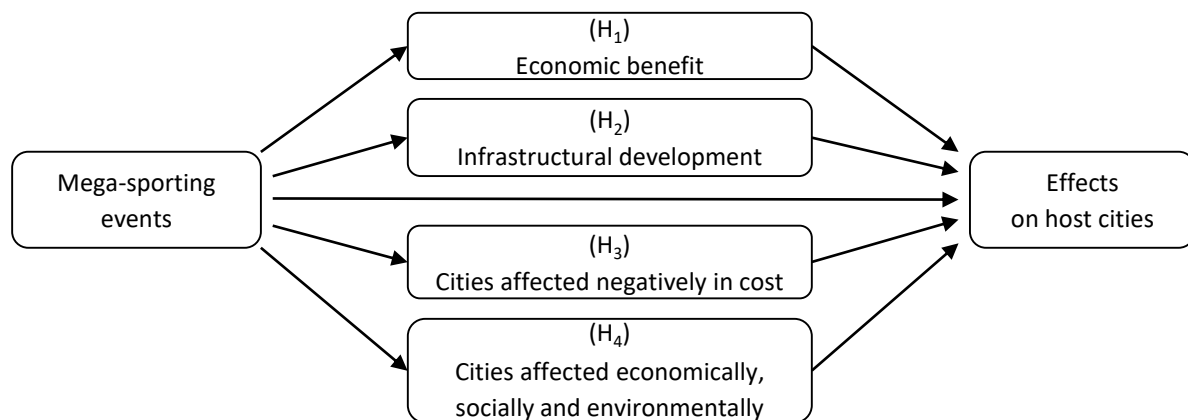 (H₁)
Economic benefit
(H₂)
Infrastructural development
Mega-sporting
events
Effects
on host cities
(H₃)
Cities affected negatively in cost
(H₄)
Cities affected economically,
socially and environmentally